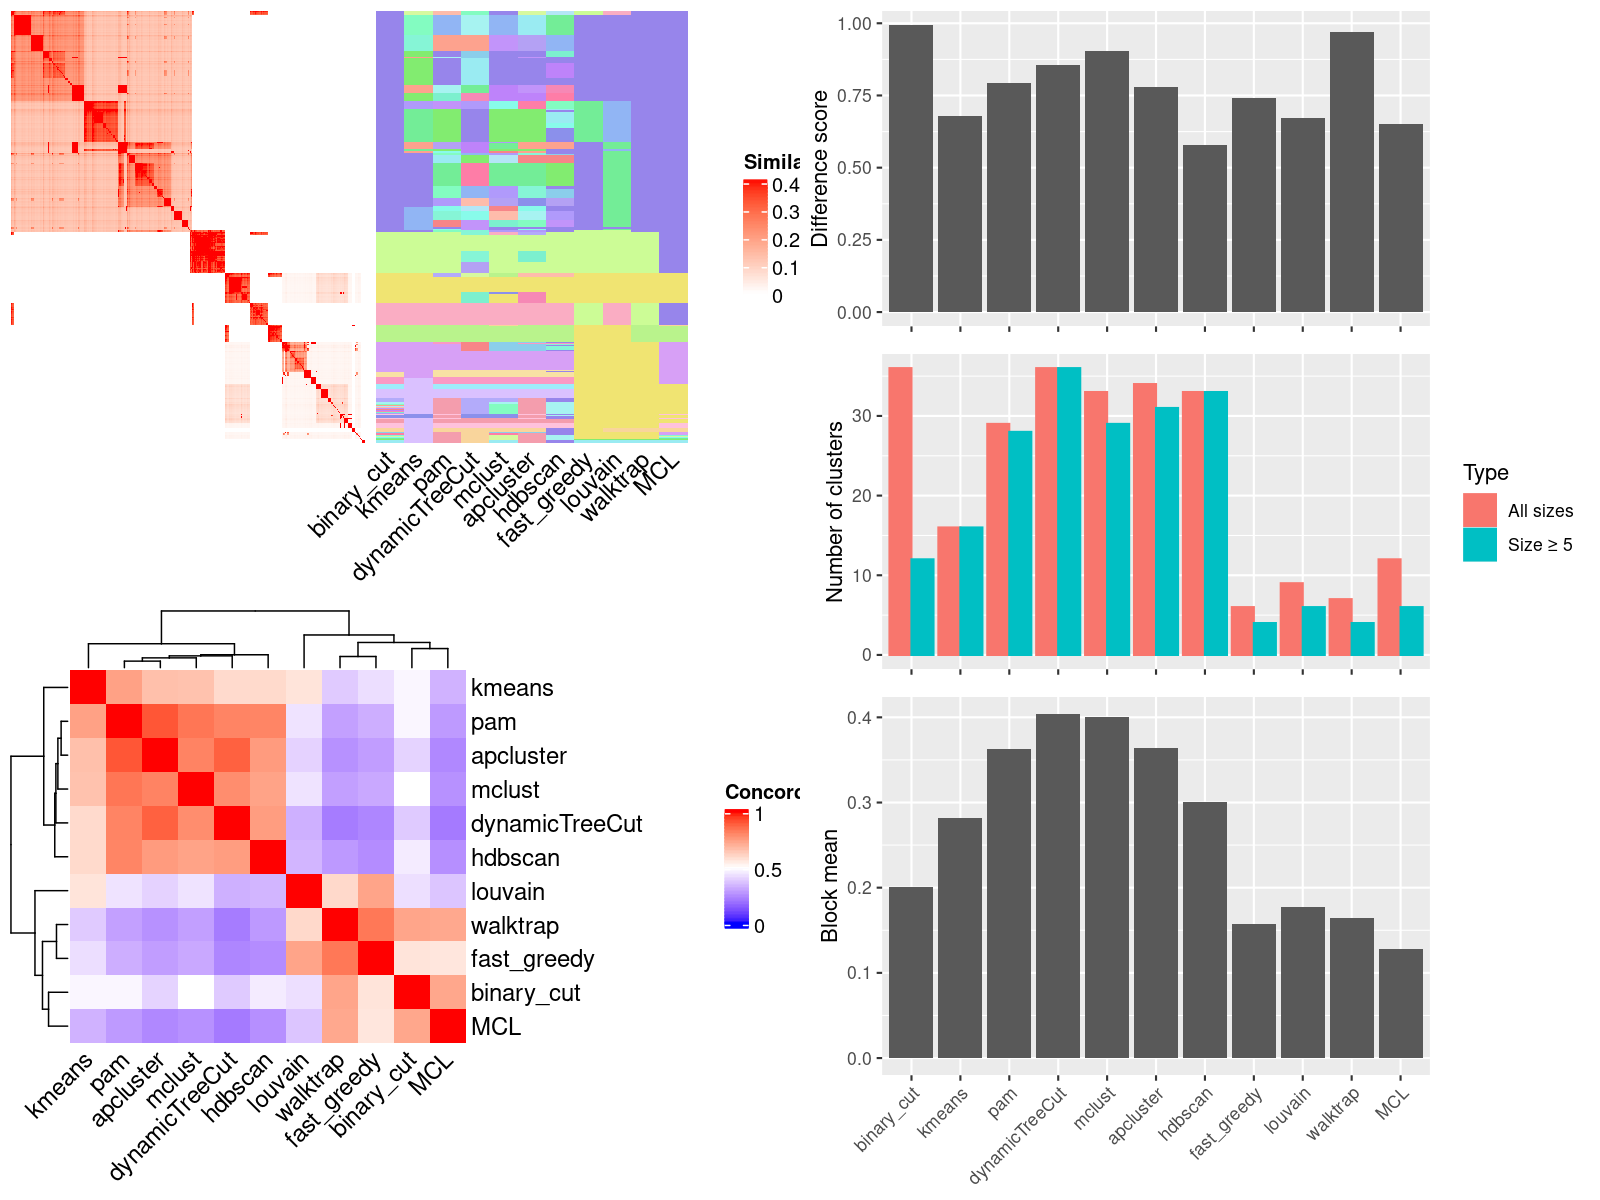 Simila
0.4
0.3
0.2
0.1
0
binary_cut
kmeans
pam
dynamicTreeCut
mclust
apcluster
hdbscan
fast_greedy
louvain
walktrap
MCL
Difference score
1.00
0.75
0.50
0.25
0.00
Number of clusters
30
20
10
0
Type
All sizes
Size ≥ 5
Block mean
0.4
0.3
0.2
0.1
0.0
binary_cut
kmeans
pam
dynamicTreeCut
mclust
apcluster
hdbscan
fast_greedy
louvain
walktrap
MCL
kmeans
pam
apcluster
mclust
dynamicTreeCut
hdbscan
louvain
walktrap
fast_greedy
binary_cut
MCL
kmeans
pam
apcluster
mclust
dynamicTreeCut
hdbscan
louvain
walktrap
fast_greedy
binary_cut
MCL
Concord
1
0.5
0